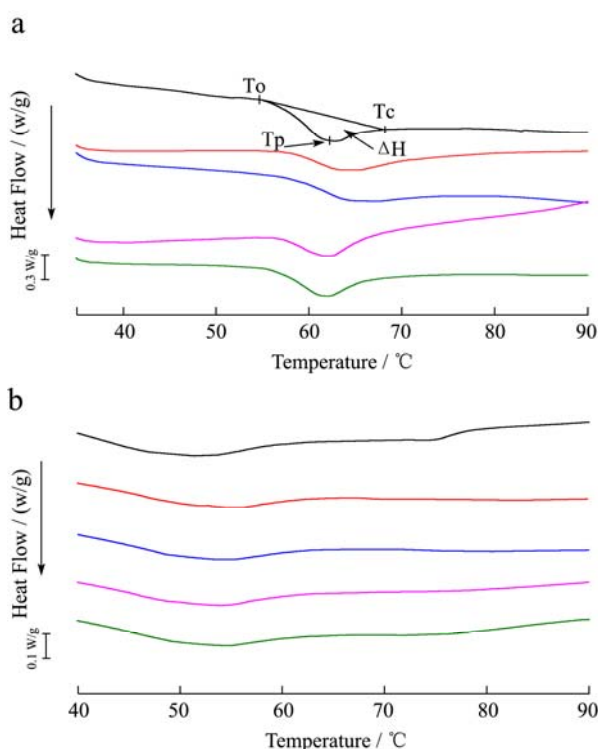 a
To
Tc
Tp
ΔH
Heat Flow / (w/g)
0.3 W/g
40 50 60 70 80 90
Temperature / ℃
b
Heat Flow / (w/g)
0.1 W/g
40 50 60 70 80 90
Temperature / ℃